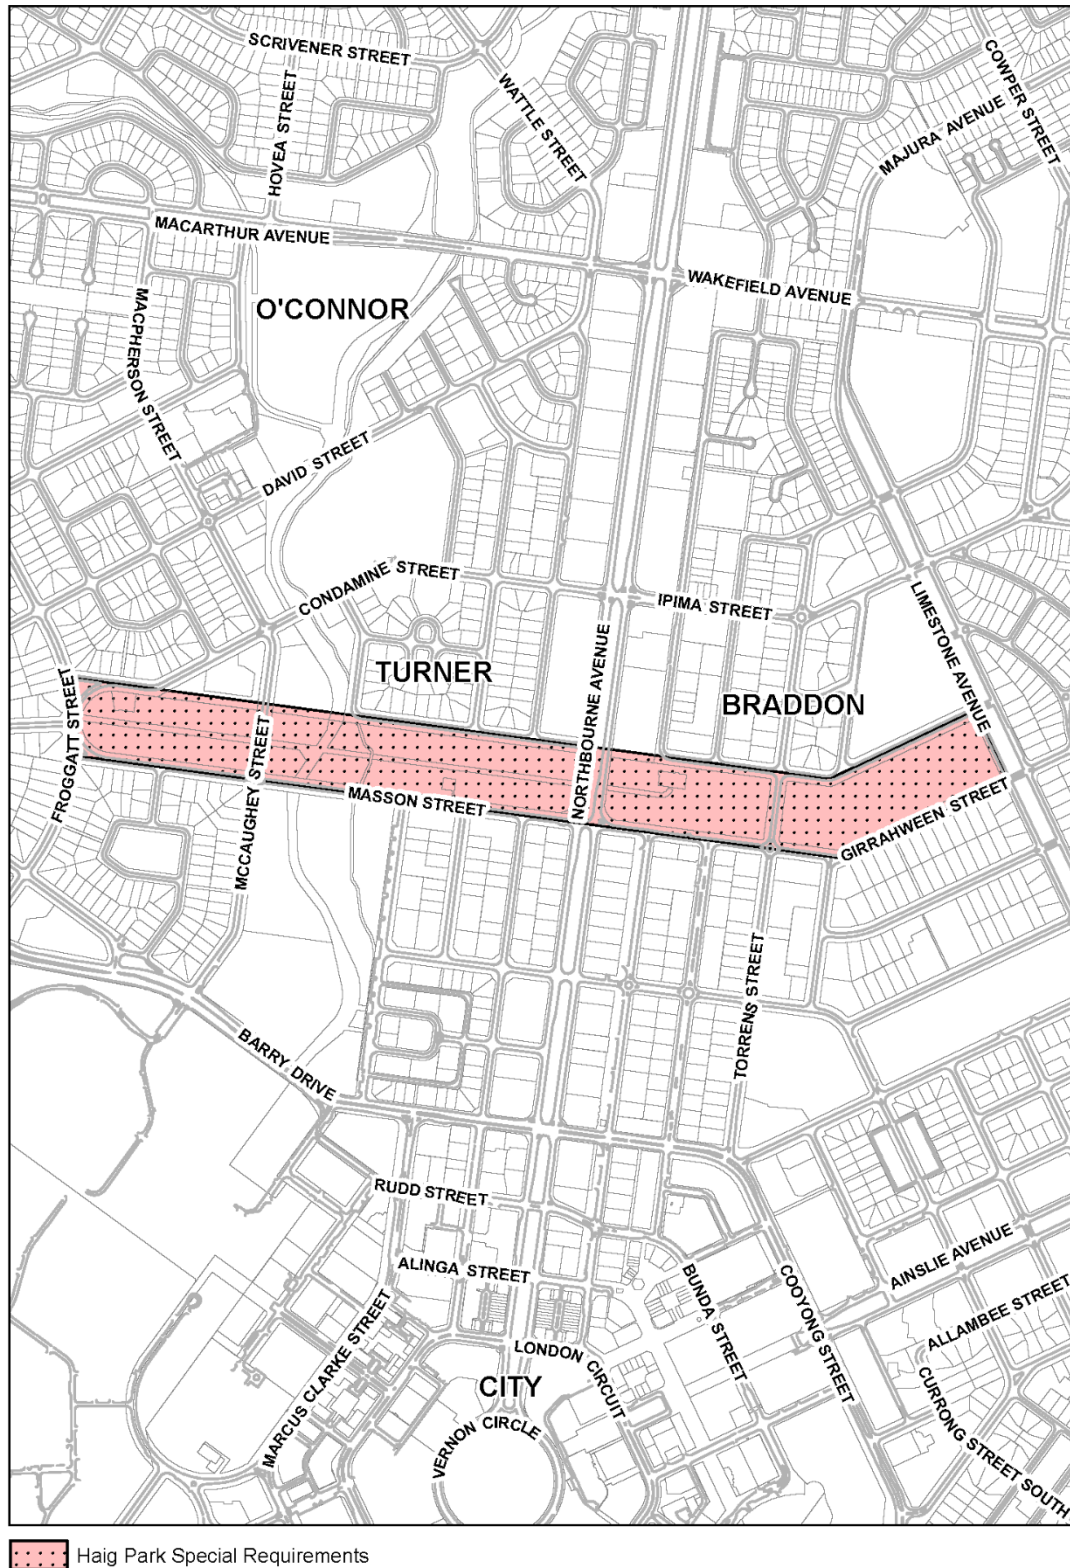 SCRIVENER STREET
HOVEA STREET
WATTLE STREET
COWPER STREET
MAJURA AVENUE
MACARTHUR AVENUE
WAKEFIELD AVENUE
O'CONNOR
MACPHERSON STREET
DAVID STREET
CONDAMINE STREET
IPIMA STREET
LIMESTONE AVENUE
NORTHBOURNE AVENUE
TURNER
BRADDON
FROGGATT STREET
MCCAUGHEY STREET
MASSON STREET
GIRRAHWEEN STREET
TORRENS STREET
BARRY DRIVE
RUDD STREET
ALINGA STREET
BUNDA STREET
COOYONG STREET
AINSLIE AVENUE
ALLAMBEE STREET
MARCUS CLARKE STREET
LONDON CIRCUIT
CITY
VERNON CIRCLE
CURRONG STREET SOUTH
Haig Park Special Requirements